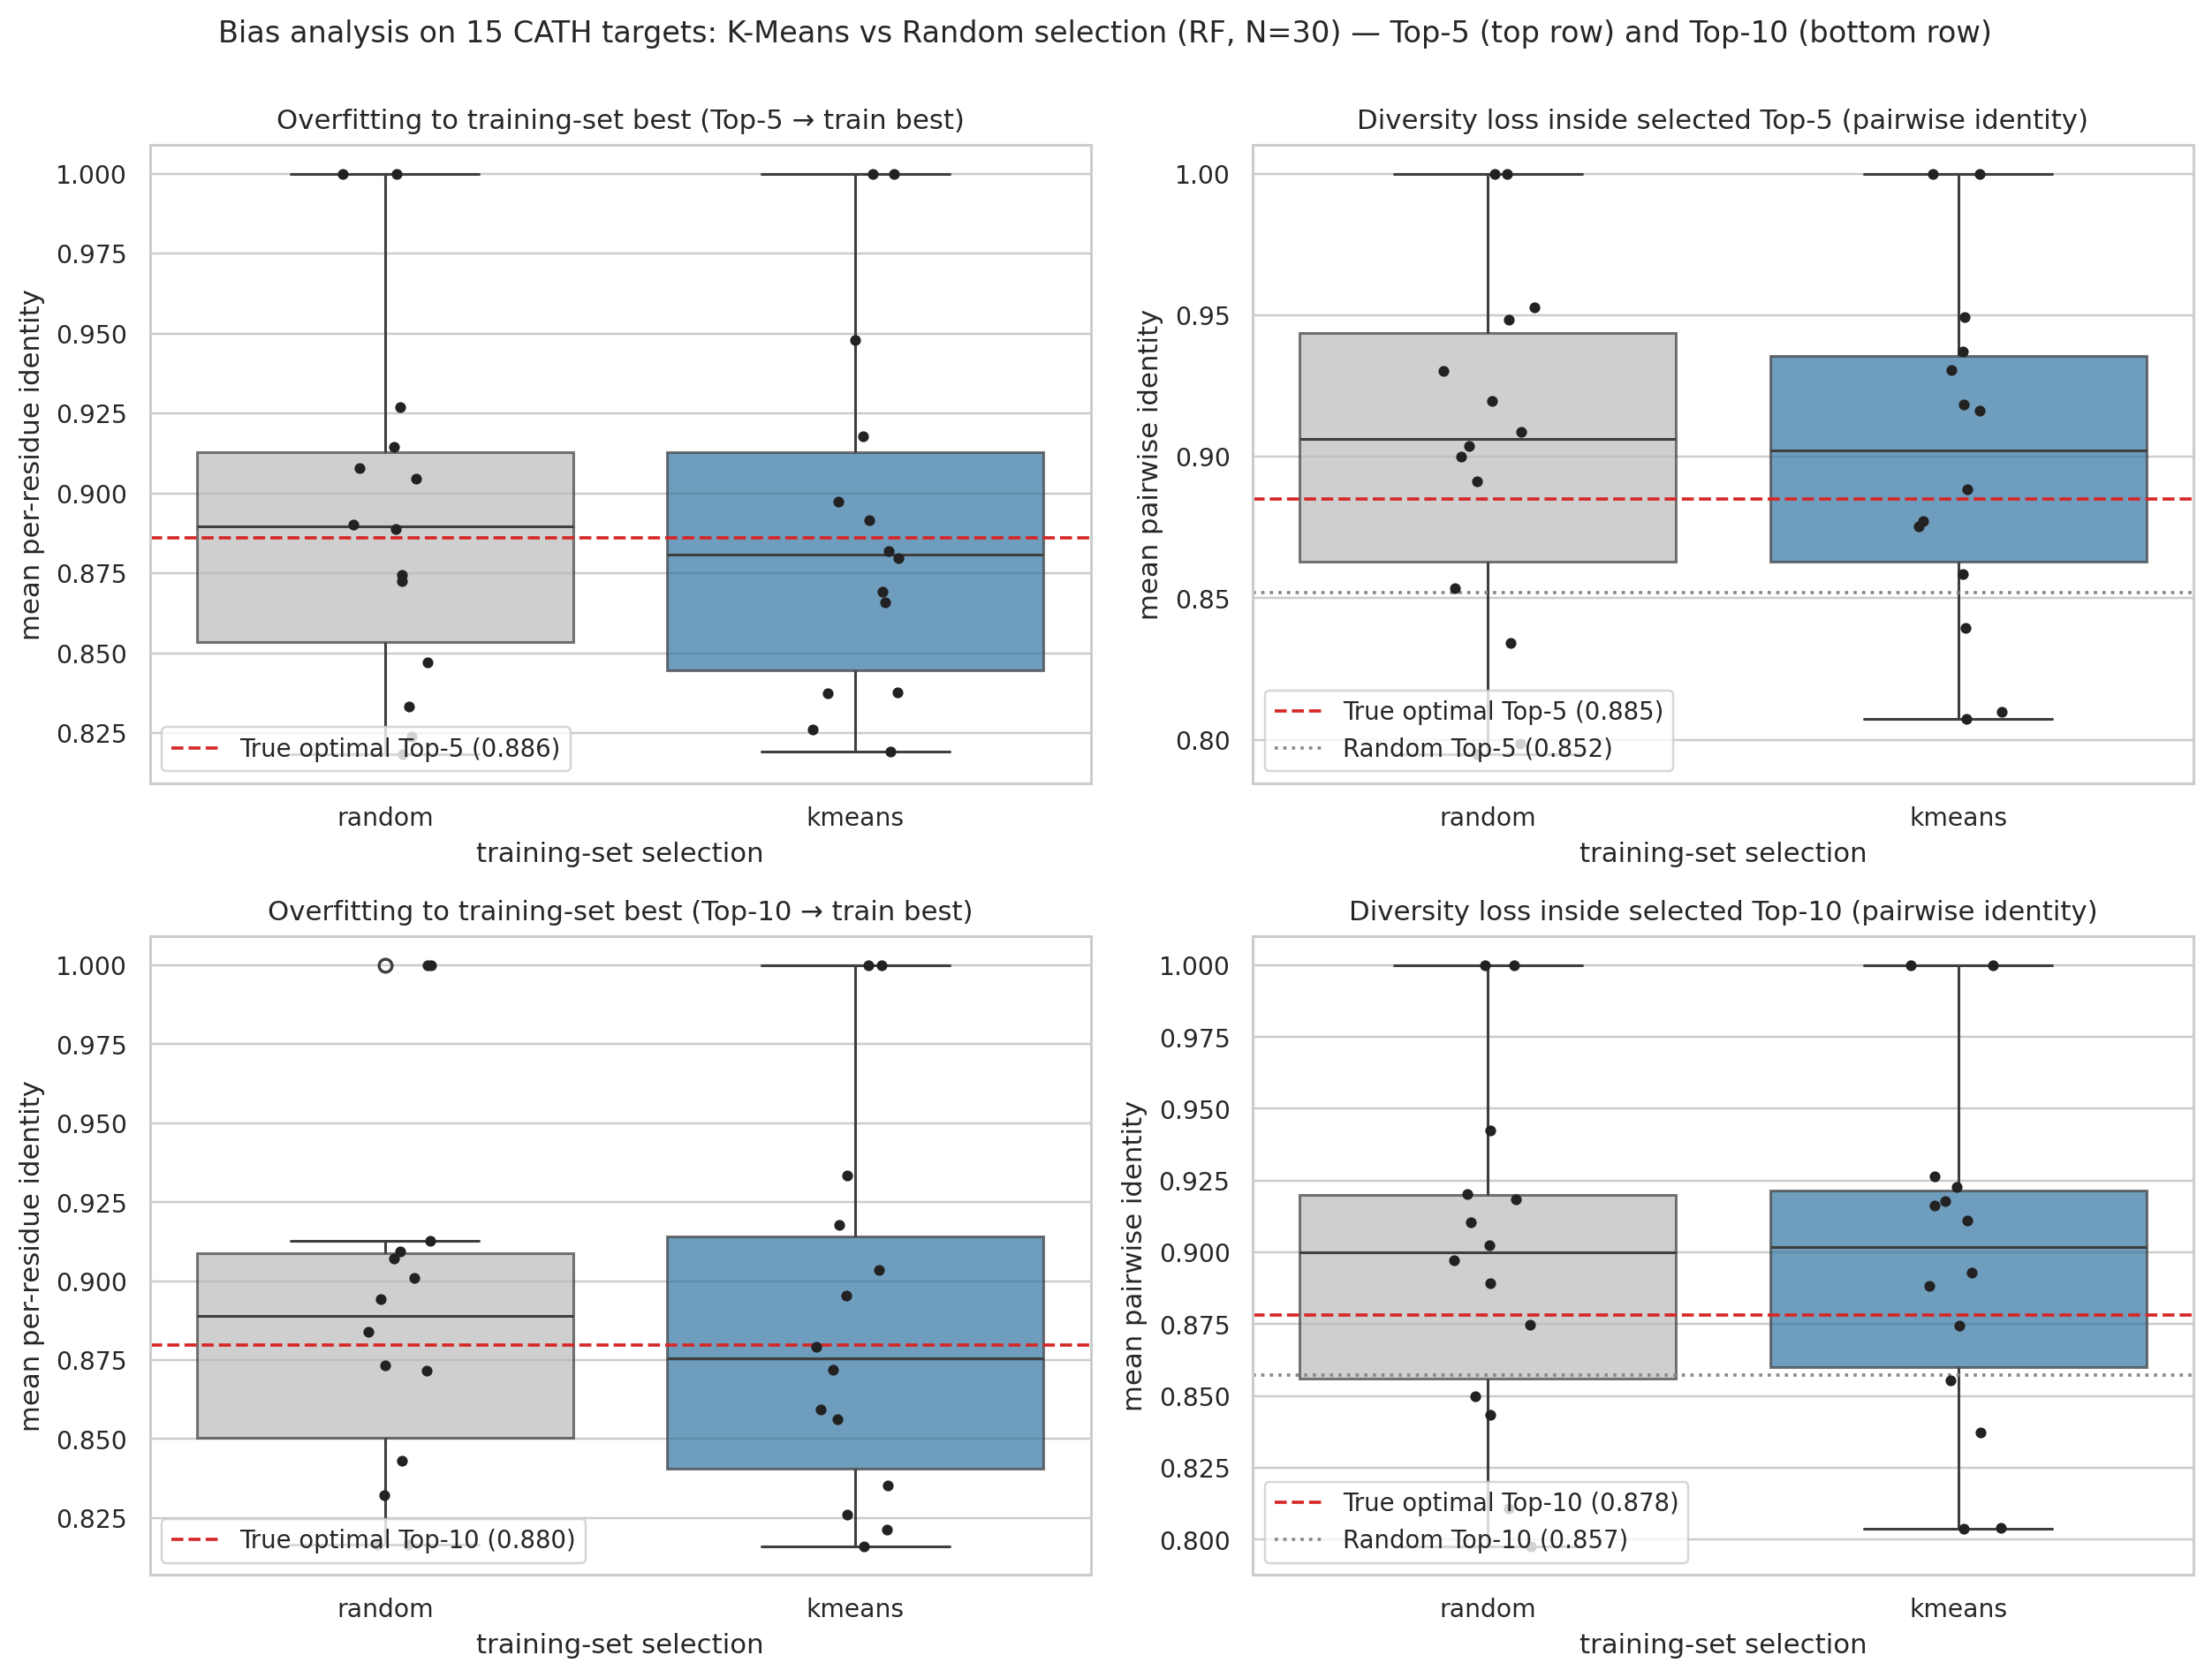 Bias analysis on 15 CATH targets: K-Means vs Random selection (RF, N=30) — Top-5 (top row) and Top-10 (bottom row)
Overfitting to training-set best (Top-5 → train best)
mean per-residue identity
1.000
0.975
0.950
0.925
0.900
0.875
0.850
0.825
True optimal Top-5 (0.886)
random
kmeans
training-set selection
Diversity loss inside selected Top-5 (pairwise identity)
mean pairwise identity
1.00
0.95
0.90
0.85
0.80
True optimal Top-5 (0.885)
Random Top-5 (0.852)
random
kmeans
training-set selection
Overfitting to training-set best (Top-10 → train best)
mean per-residue identity
1.000
0.975
0.950
0.925
0.900
0.875
0.850
0.825
True optimal Top-10 (0.880)
random
kmeans
training-set selection
Diversity loss inside selected Top-10 (pairwise identity)
mean pairwise identity
1.000
0.975
0.950
0.925
0.900
0.875
0.850
0.825
0.800
True optimal Top-10 (0.878)
Random Top-10 (0.857)
random
kmeans
training-set selection